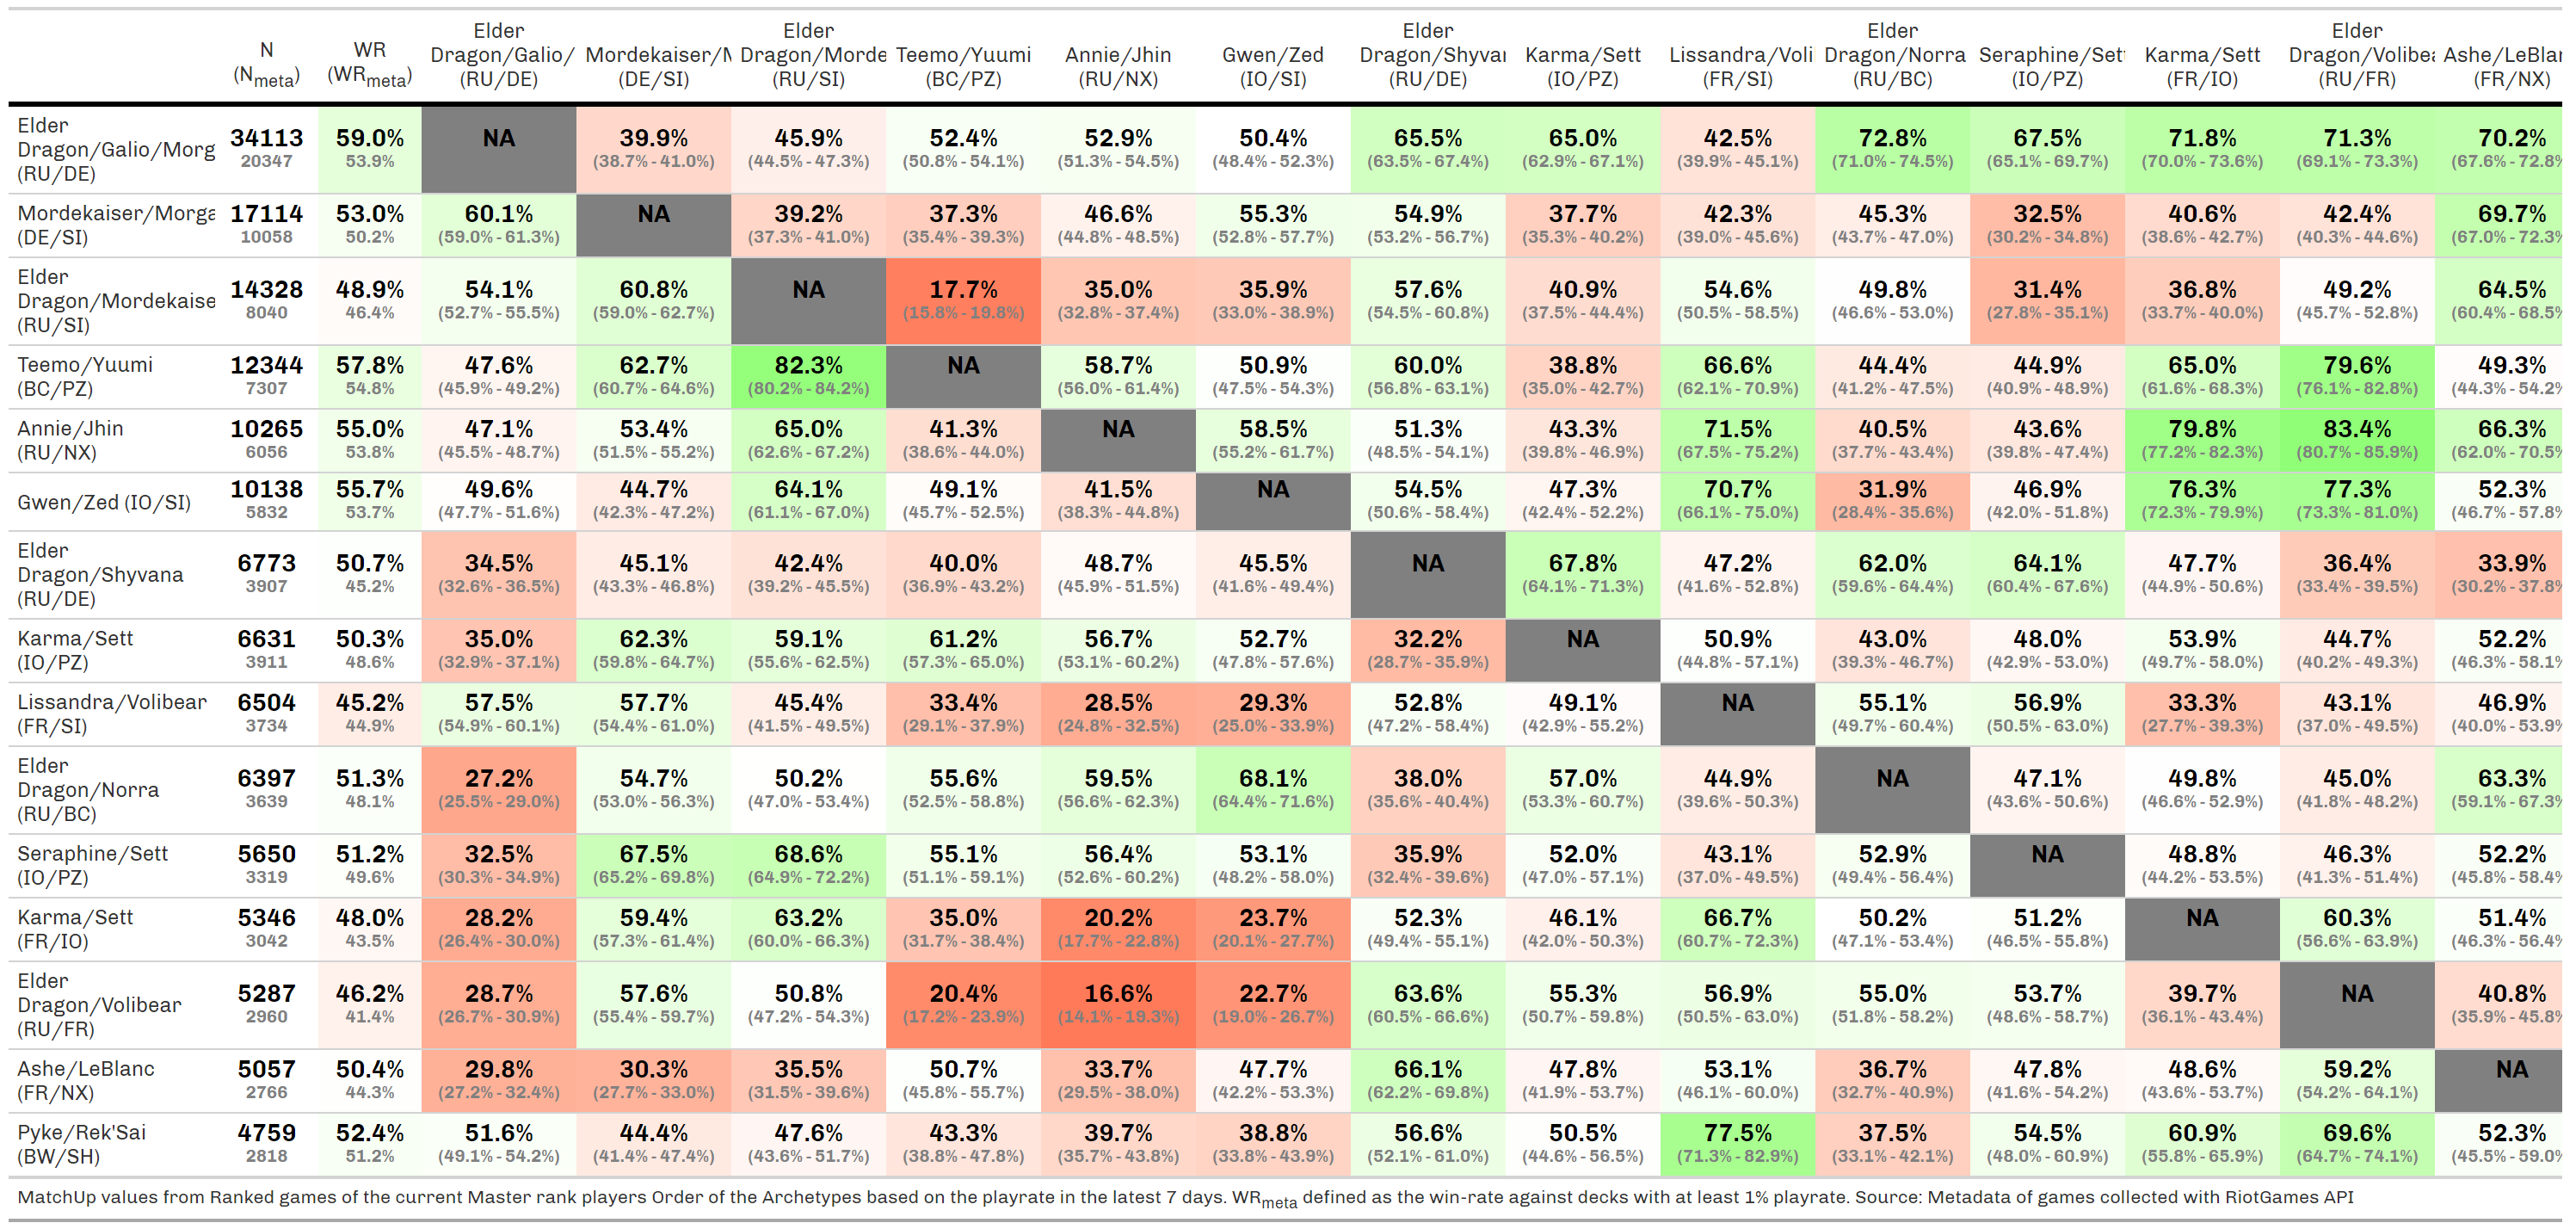 N (Nmeta) WR (WRmeta) Elder Dragon/Galio/ (RU/DE) Mordekaiser/M (DE/SI) Elder Dragon/Morde (RU/SI) Teemo/Yuumi (BC/PZ) Annie/Jhin (RU/NX) Gwen/Zed (IO/SI) Elder Dragon/Shyvar (RU/DE) Karma/Sett (IO/PZ) Lissandra/Voli (FR/SI) Elder Dragon/Norra (RU/BC) Seraphine/Set (IO/PZ) Karma/Sett (FR/IO) Elder Dragon/Volibea (RU/FR) Ashe/LeBlar (FR/NX)
Elder Dragon/Galio/Morg (RU/DE) 34113 59.0% NA 39.9% 45.9% 52.4% 52.9% 50.4% 65.5% 65.0% 42.5% 72.8% 67.5% 71.8% 71.3% 70.2%
20347 53.9% (38.7% - 41.0%) (44.5% - 47.3%) (50.8% - 54.1%) (51.3% - 54.5%) (48.4% - 52.3%) (63.5% - 67.4%) (62.9% - 67.1%) (39.9% - 45.1%) (71.0% - 74.5%) (65.1% - 69.7%) (70.0% - 73.6%) (69.1% - 73.3%) (67.6% - 72.8%
Mordekaiser/Morga (DE/SI) 17114 53.0% 60.1% NA 39.2% 37.3% 46.6% 55.3% 54.9% 37.7% 42.3% 45.3% 32.5% 40.6% 42.4% 69.7%
10058 50.2% (59.0% - 61.3%) (37.3% - 41.0%) (35.4% - 39.3%) (44.8% - 48.5%) (52.8% - 57.7%) (53.2% - 56.7%) (35.3% - 40.2%) (39.0% - 45.6%) (43.7% - 47.0%) (30.2% - 34.8%) (38.6% - 42.7%) (40.3% - 44.6%) (67.0% - 72.3%
Elder Dragon/Mordekaise (RU/SI) 14328 48.9% 54.1% 60.8% NA 17.7% 35.0% 35.9% 57.6% 40.9% 54.6% 49.8% 31.4% 36.8% 49.2% 64.5%
8040 46.4% (52.7% - 55.5%) (59.0% - 62.7%) (15.8% - 19.8%) (32.8% - 37.4%) (33.0% - 38.9%) (54.5% - 60.8%) (37.5% - 44.4%) (50.5% - 58.5%) (46.6% - 53.0%) (27.8% - 35.1%) (33.7% - 40.0%) (45.7% - 52.8%) (60.4% - 68.5%
Teemo/Yuumi (BC/PZ) 12344 57.8% 47.6% 62.7% 82.3% NA 58.7% 50.9% 60.0% 38.8% 66.6% 44.4% 44.9% 65.0% 79.6% 49.3%
7307 54.8% (45.9% - 49.2%) (60.7% - 64.6%) (80.2% - 84.2%) (56.0% - 61.4%) (47.5% - 54.3%) (56.8% - 63.1%) (35.0% - 42.7%) (62.1% - 70.9%) (41.2% - 47.5%) (40.9% - 48.9%) (61.6% - 68.3%) (76.1% - 82.8%) (44.3% - 54.2%
Annie/Jhin (RU/NX) 10265 55.0% 47.1% 53.4% 65.0% 41.3% NA 58.5% 51.3% 43.3% 71.5% 40.5% 43.6% 79.8% 83.4% 66.3%
6056 53.8% (45.5% - 48.7%) (51.5% - 55.2%) (62.6% - 67.2%) (38.6% - 44.0%) (55.2% - 61.7%) (48.5% - 54.1%) (39.8% - 46.9%) (67.5% - 75.2%) (37.7% - 43.4%) (39.8% - 47.4%) (77.2% - 82.3%) (80.7% - 85.9%) (62.0% - 70.5%
Gwen/Zed (IO/SI) 10138 55.7% 49.6% 44.7% 64.1% 49.1% 41.5% NA 54.5% 47.3% 70.7% 31.9% 46.9% 76.3% 77.3% 52.3%
5832 53.7% (47.7% - 51.6%) (42.3% - 47.2%) (61.1% - 67.0%) (45.7% - 52.5%) (38.3% - 44.8%) (50.6% - 58.4%) (42.4% - 52.2%) (66.1% - 75.0%) (28.4% - 35.6%) (42.0% - 51.8%) (72.3% - 79.9%) (73.3% - 81.0%) (46.7% - 57.8%
Elder Dragon/Shyvana (RU/DE) 6773 50.7% 34.5% 45.1% 42.4% 40.0% 48.7% 45.5% NA 67.8% 47.2% 62.0% 64.1% 47.7% 36.4% 33.9%
3907 45.2% (32.6% - 36.5%) (43.3% - 46.8%) (39.2% - 45.5%) (36.9% - 43.2%) (45.9% - 51.5%) (41.6% - 49.4%) (64.1% - 71.3%) (41.6% - 52.8%) (59.6% - 64.4%) (60.4% - 67.6%) (44.9% - 50.6%) (33.4% - 39.5%) (30.2% - 37.8%
Karma/Sett (IO/PZ) 6631 50.3% 35.0% 62.3% 59.1% 61.2% 56.7% 52.7% 32.2% NA 50.9% 43.0% 48.0% 53.9% 44.7% 52.2%
3911 48.6% (32.9% - 37.1%) (59.8% - 64.7%) (55.6% - 62.5%) (57.3% - 65.0%) (53.1% - 60.2%) (47.8% - 57.6%) (28.7% - 35.9%) (44.8% - 57.1%) (39.3% - 46.7%) (42.9% - 53.0%) (49.7% - 58.0%) (40.2% - 49.3%) (46.3% - 58.1%
Lissandra/Volibear (FR/SI) 6504 45.2% 57.5% 57.7% 45.4% 33.4% 28.5% 29.3% 52.8% 49.1% NA 55.1% 56.9% 33.3% 43.1% 46.9%
3734 44.9% (54.9% - 60.1%) (54.4% - 61.0%) (41.5% - 49.5%) (29.1% - 37.9%) (24.8% - 32.5%) (25.0% - 33.9%) (47.2% - 58.4%) (42.9% - 55.2%) (49.7% - 60.4%) (50.5% - 63.0%) (27.7% - 39.3%) (37.0% - 49.5%) (40.0% - 53.9%
Elder Dragon/Norra (RU/BC) 6397 51.3% 27.2% 54.7% 50.2% 55.6% 59.5% 68.1% 38.0% 57.0% 44.9% NA 47.1% 49.8% 45.0% 63.3%
3639 48.1% (25.5% - 29.0%) (53.0% - 56.3%) (47.0% - 53.4%) (52.5% - 58.8%) (56.6% - 62.3%) (64.4% - 71.6%) (35.6% - 40.4%) (53.3% - 60.7%) (39.6% - 50.3%) (43.6% - 50.6%) (46.6% - 52.9%) (41.8% - 48.2%) (59.1% - 67.3%
Seraphine/Sett (IO/PZ) 5650 51.2% 32.5% 67.5% 68.6% 55.1% 56.4% 53.1% 35.9% 52.0% 43.1% 52.9% NA 48.8% 46.3% 52.2%
3319 49.6% (30.3% - 34.9%) (65.2% - 69.8%) (64.9% - 72.2%) (51.1% - 59.1%) (52.6% - 60.2%) (48.2% - 58.0%) (32.4% - 39.6%) (47.0% - 57.1%) (37.0% - 49.5%) (49.4% - 56.4%) (44.2% - 53.5%) (41.3% - 51.4%) (45.8% - 58.4%
Karma/Sett (FR/IO) 5346 48.0% 28.2% 59.4% 63.2% 35.0% 20.2% 23.7% 52.3% 46.1% 66.7% 50.2% 51.2% NA 60.3% 51.4%
3042 43.5% (26.4% - 30.0%) (57.3% - 61.4%) (60.0% - 66.3%) (31.7% - 38.4%) (17.7% - 22.8%) (20.1% - 27.7%) (49.4% - 55.1%) (42.0% - 50.3%) (60.7% - 72.3%) (47.1% - 53.4%) (46.5% - 55.8%) (56.6% - 63.9%) (46.3% - 56.4%
Elder Dragon/Volibear (RU/FR) 5287 46.2% 28.7% 57.6% 50.8% 20.4% 16.6% 22.7% 63.6% 55.3% 56.9% 55.0% 53.7% 39.7% NA 40.8%
2960 41.4% (26.7% - 30.9%) (55.4% - 59.7%) (47.2% - 54.3%) (17.2% - 23.9%) (14.1% - 19.3%) (19.0% - 26.7%) (60.5% - 66.6%) (50.7% - 59.8%) (50.5% - 63.0%) (51.8% - 58.2%) (48.6% - 58.7%) (36.1% - 43.4%) (35.9% - 45.8%
Ashe/LeBlanc (FR/NX) 5057 50.4% 29.8% 30.3% 35.5% 50.7% 33.7% 47.7% 66.1% 47.8% 53.1% 36.7% 47.8% 48.6% 59.2% NA
2766 44.3% (27.2% - 32.4%) (27.7% - 33.0%) (31.5% - 39.6%) (45.8% - 55.7%) (29.5% - 38.0%) (42.2% - 53.3%) (62.2% - 69.8%) (41.9% - 53.7%) (46.1% - 60.0%) (32.7% - 40.9%) (41.6% - 54.2%) (43.6% - 53.7%) (54.2% - 64.1%)
Pyke/Rek'Sai (BW/SH) 4759 52.4% 51.6% 44.4% 47.6% 43.3% 39.7% 38.8% 56.6% 50.5% 77.5% 37.5% 54.5% 60.9% 69.6% 52.3%
2818 51.2% (49.1% - 54.2%) (41.4% - 47.4%) (43.6% - 51.7%) (38.8% - 47.8%) (35.7% - 43.8%) (33.8% - 43.9%) (52.1% - 61.0%) (44.6% - 56.5%) (71.3% - 82.9%) (33.1% - 42.1%) (48.0% - 60.9%) (55.8% - 65.9%) (64.7% - 74.1%) (45.5% - 59.0%
MatchUp values from Ranked games of the current Master rank players Order of the Archetypes based on the playrate in the latest 7 days. WRmeta defined as the win-rate against decks with at least 1% playrate. Source: Metadata of games collected with RiotGames API